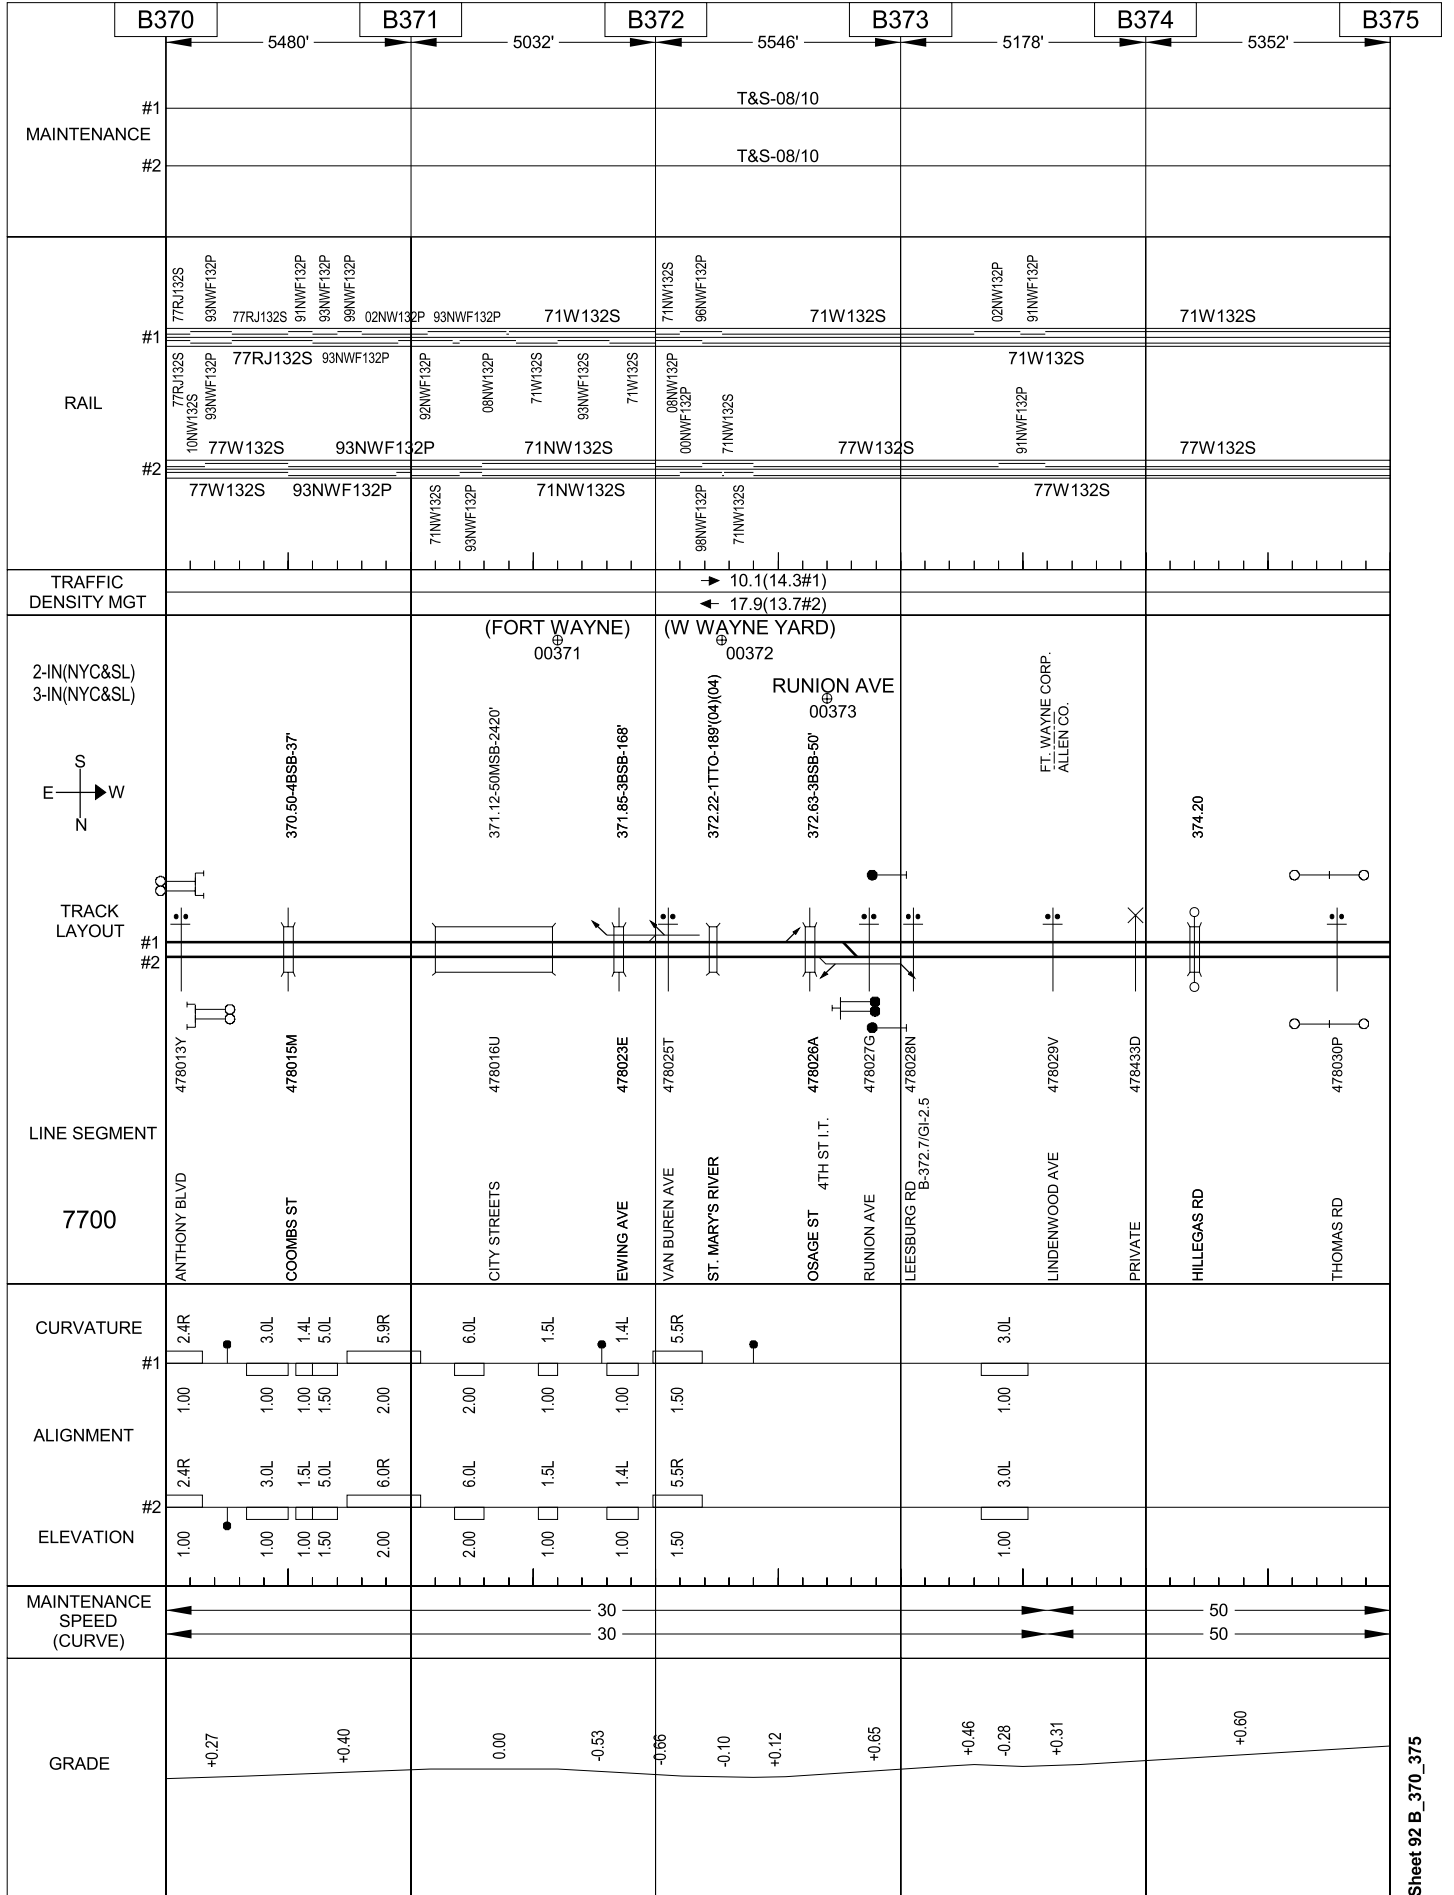 B370 B371 B372 B373 B374 B375
5480' 5032' 5546' 5178' 5352'
#1 T&S-08/10
MAINTENANCE
#2 T&S-08/10
77RJ132S 93NWF132P 77RJ132S 91NWF132P 93NWF132P 99NWF132P 02NW132P 93NWF132P 71W132S 71NW132S 96NWF132P 71W132S 02NW132P 91NWF132P 71W132S
#1
77RJ132S 10NW132S 93NWF132P 77RJ132S 93NWF132P 92NWF132P 08NW132P 71W132S 93NWF132S 71W132S 08NW132P 00NWF132P 71NW132S 71W132S 91NWF132P
RAIL
77W132S 93NWF132P 71NW132S 77W132S 77W132S
#2
77W132S 93NWF132P 71NW132S 93NWF132P 71NW132S 98NWF132P 71NW132S 77W132S
TRAFFIC
DENSITY MGT
10.1(14.3#1)
17.9(13.7#2)
(FORT WAYNE) (W WAYNE YARD)
00371 00372
2-IN(NYC&SL)
3-IN(NYC&SL)
RUNION AVE
00373
FT. WAYNE CORP.
ALLEN CO.
S
E W
N
370.50-4BSB-37' 371.12-50MSB-2420' 371.85-3BSB-168' 372.22-1TTO-189'(04)(04) 372.63-3BSB-50' 374.20
TRACK
LAYOUT
#1
#2
478013Y 478015M 478016U 478023E 478025T 478026A 478027G 478028N 478029V 478433D 478030P
LINE SEGMENT
7700
4TH ST I.T.
B-372.7/GI-2.5
ANTHONY BLVD COOMBS ST CITY STREETS EWING AVE VAN BUREN AVE ST. MARY'S RIVER OSAGE ST RUNION AVE LEESBURG RD LINDENWOOD AVE PRIVATE HILLEGAS RD THOMAS RD
CURVATURE
2.4R 3.0L 1.4L 5.0L 5.9R 6.0L 1.5L 1.4L 5.5R 3.0L
#1
1.00 1.00 1.00 1.50 2.00 2.00 1.00 1.00 1.50 1.00
ALIGNMENT
2.4R 3.0L 1.5L 5.0L 6.0R 6.0L 1.5L 1.4L 5.5R 3.0L
#2
ELEVATION
1.00 1.00 1.00 1.50 2.00 2.00 1.00 1.00 1.50 1.00
MAINTENANCE
SPEED
(CURVE)
30 50
30 50
GRADE
+0.27 +0.40 0.00 -0.53 -0.66 -0.10 +0.12 +0.65 +0.46 -0.28 +0.31 +0.60
Sheet 92 B_370_375